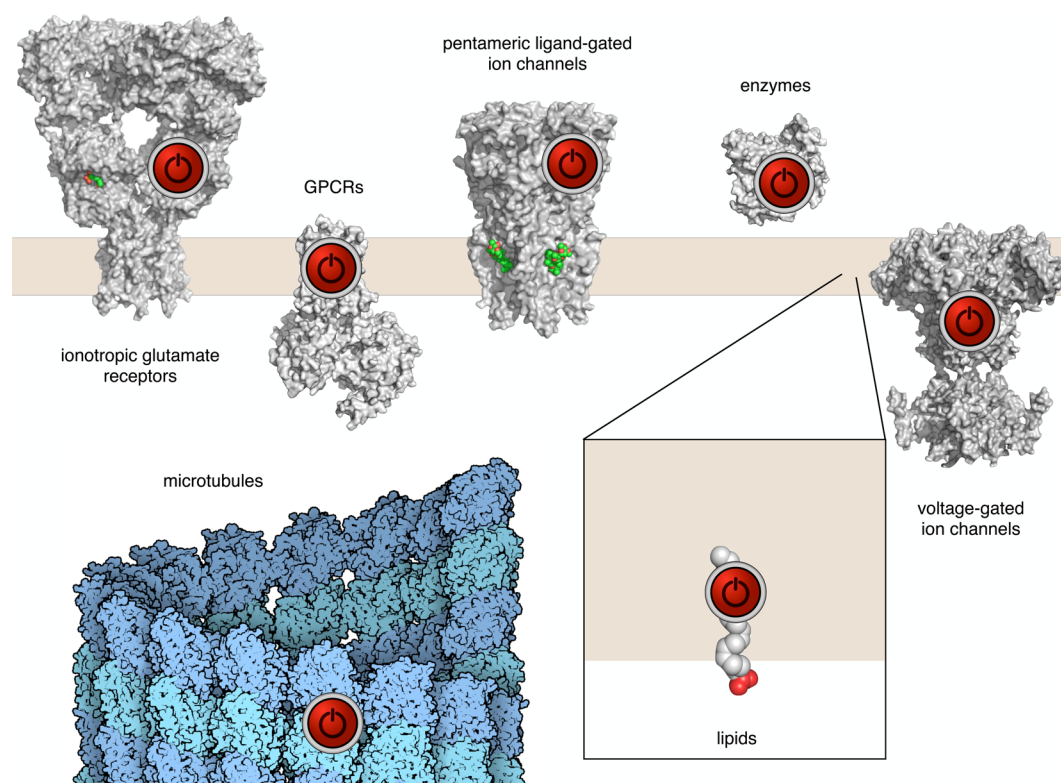 pentameric ligand-gated
ion channels
enzymes
GPCRs
ionotropic glutamate
receptors
microtubules
voltage-gated
ion channels
lipids